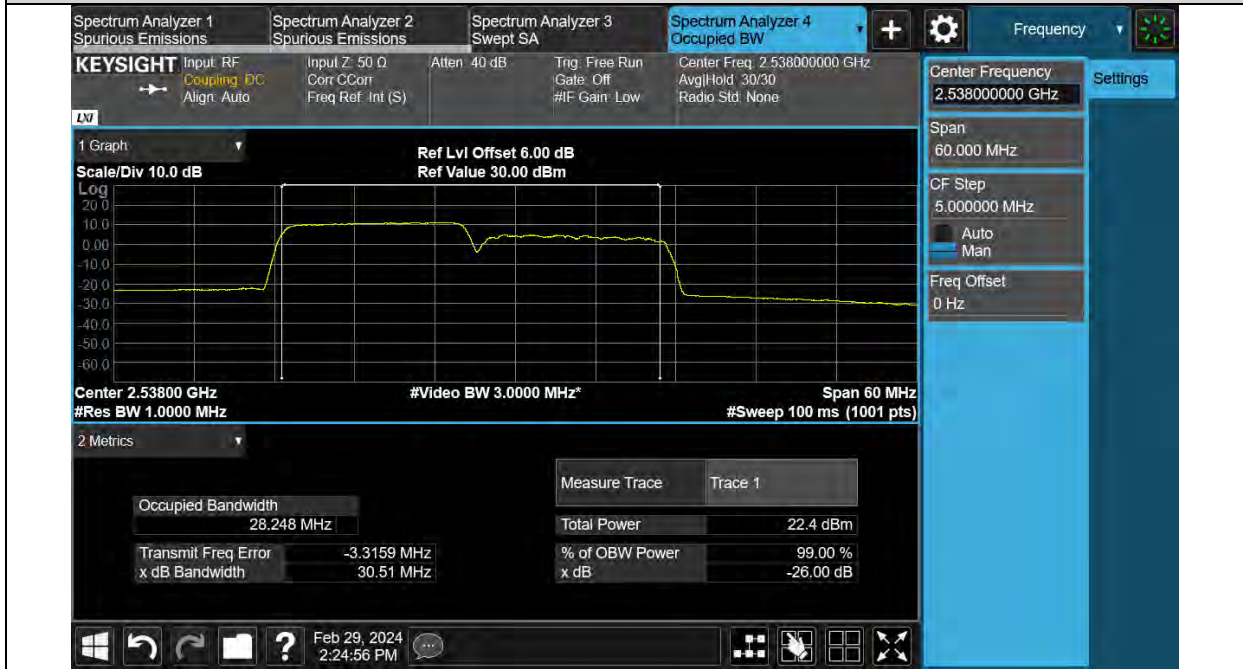 Spectrum Analyzer 1
Spurious Emissions
Spectrum Analyzer 2
Spurious Emissions
Spectrum Analyzer 3
Swept SA
Spectrum Analyzer 4
Occupied BW
+
Frequency
KEYSIGHT
Input: RF
Coupling: DC
Align: Auto
Input Z: 50 Ω
Corr CCorr
Freq Ref: Int (S)
Atten: 40 dB
Trig: Free Run
Gate: Off
#IF Gain: Low
Center Freq: 2.538000000 GHz
Avg|Hold: 30/30
Radio Std: None
LXI
Center Frequency
2.538000000 GHz
Settings
Span
60.000 MHz
CF Step
5.000000 MHz
Auto
Man
Freq Offset
0 Hz
1 Graph
Scale/Div 10.0 dB
Ref Lvl Offset 6.00 dB
Ref Value 30.00 dBm
Log
20.0
10.0
0.00
-10.0
-20.0
-30.0
-40.0
-50.0
-60.0
Center 2.53800 GHz
#Video BW 3.0000 MHz*
Span 60 MHz
#Res BW 1.0000 MHz
#Sweep 100 ms (1001 pts)
2 Metrics
Measure Trace
Trace 1
Occupied Bandwidth
28.248 MHz
Total Power
22.4 dBm
Transmit Freq Error
-3.3159 MHz
% of OBW Power
99.00 %
x dB Bandwidth
30.51 MHz
x dB
-26.00 dB
?
Feb 29, 2024
2:24:56 PM